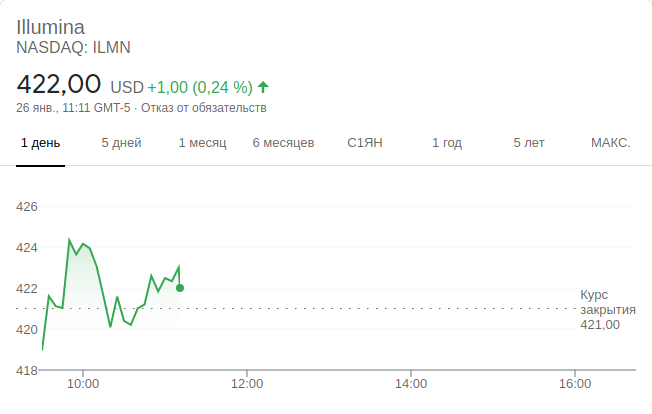 Illumina
NASDAQ: ILMN
422,00 USD +1,00 (0,24 %)
26 янв., 11:11 GMT-5 · Отказ от обязательств
1 день 5 дней 1 месяц 6 месяцев С1ЯН 1 год 5 лет МАКС.
426
424
422
420
418
Курс
закрытия
421,00
10:00 12:00 14:00 16:00